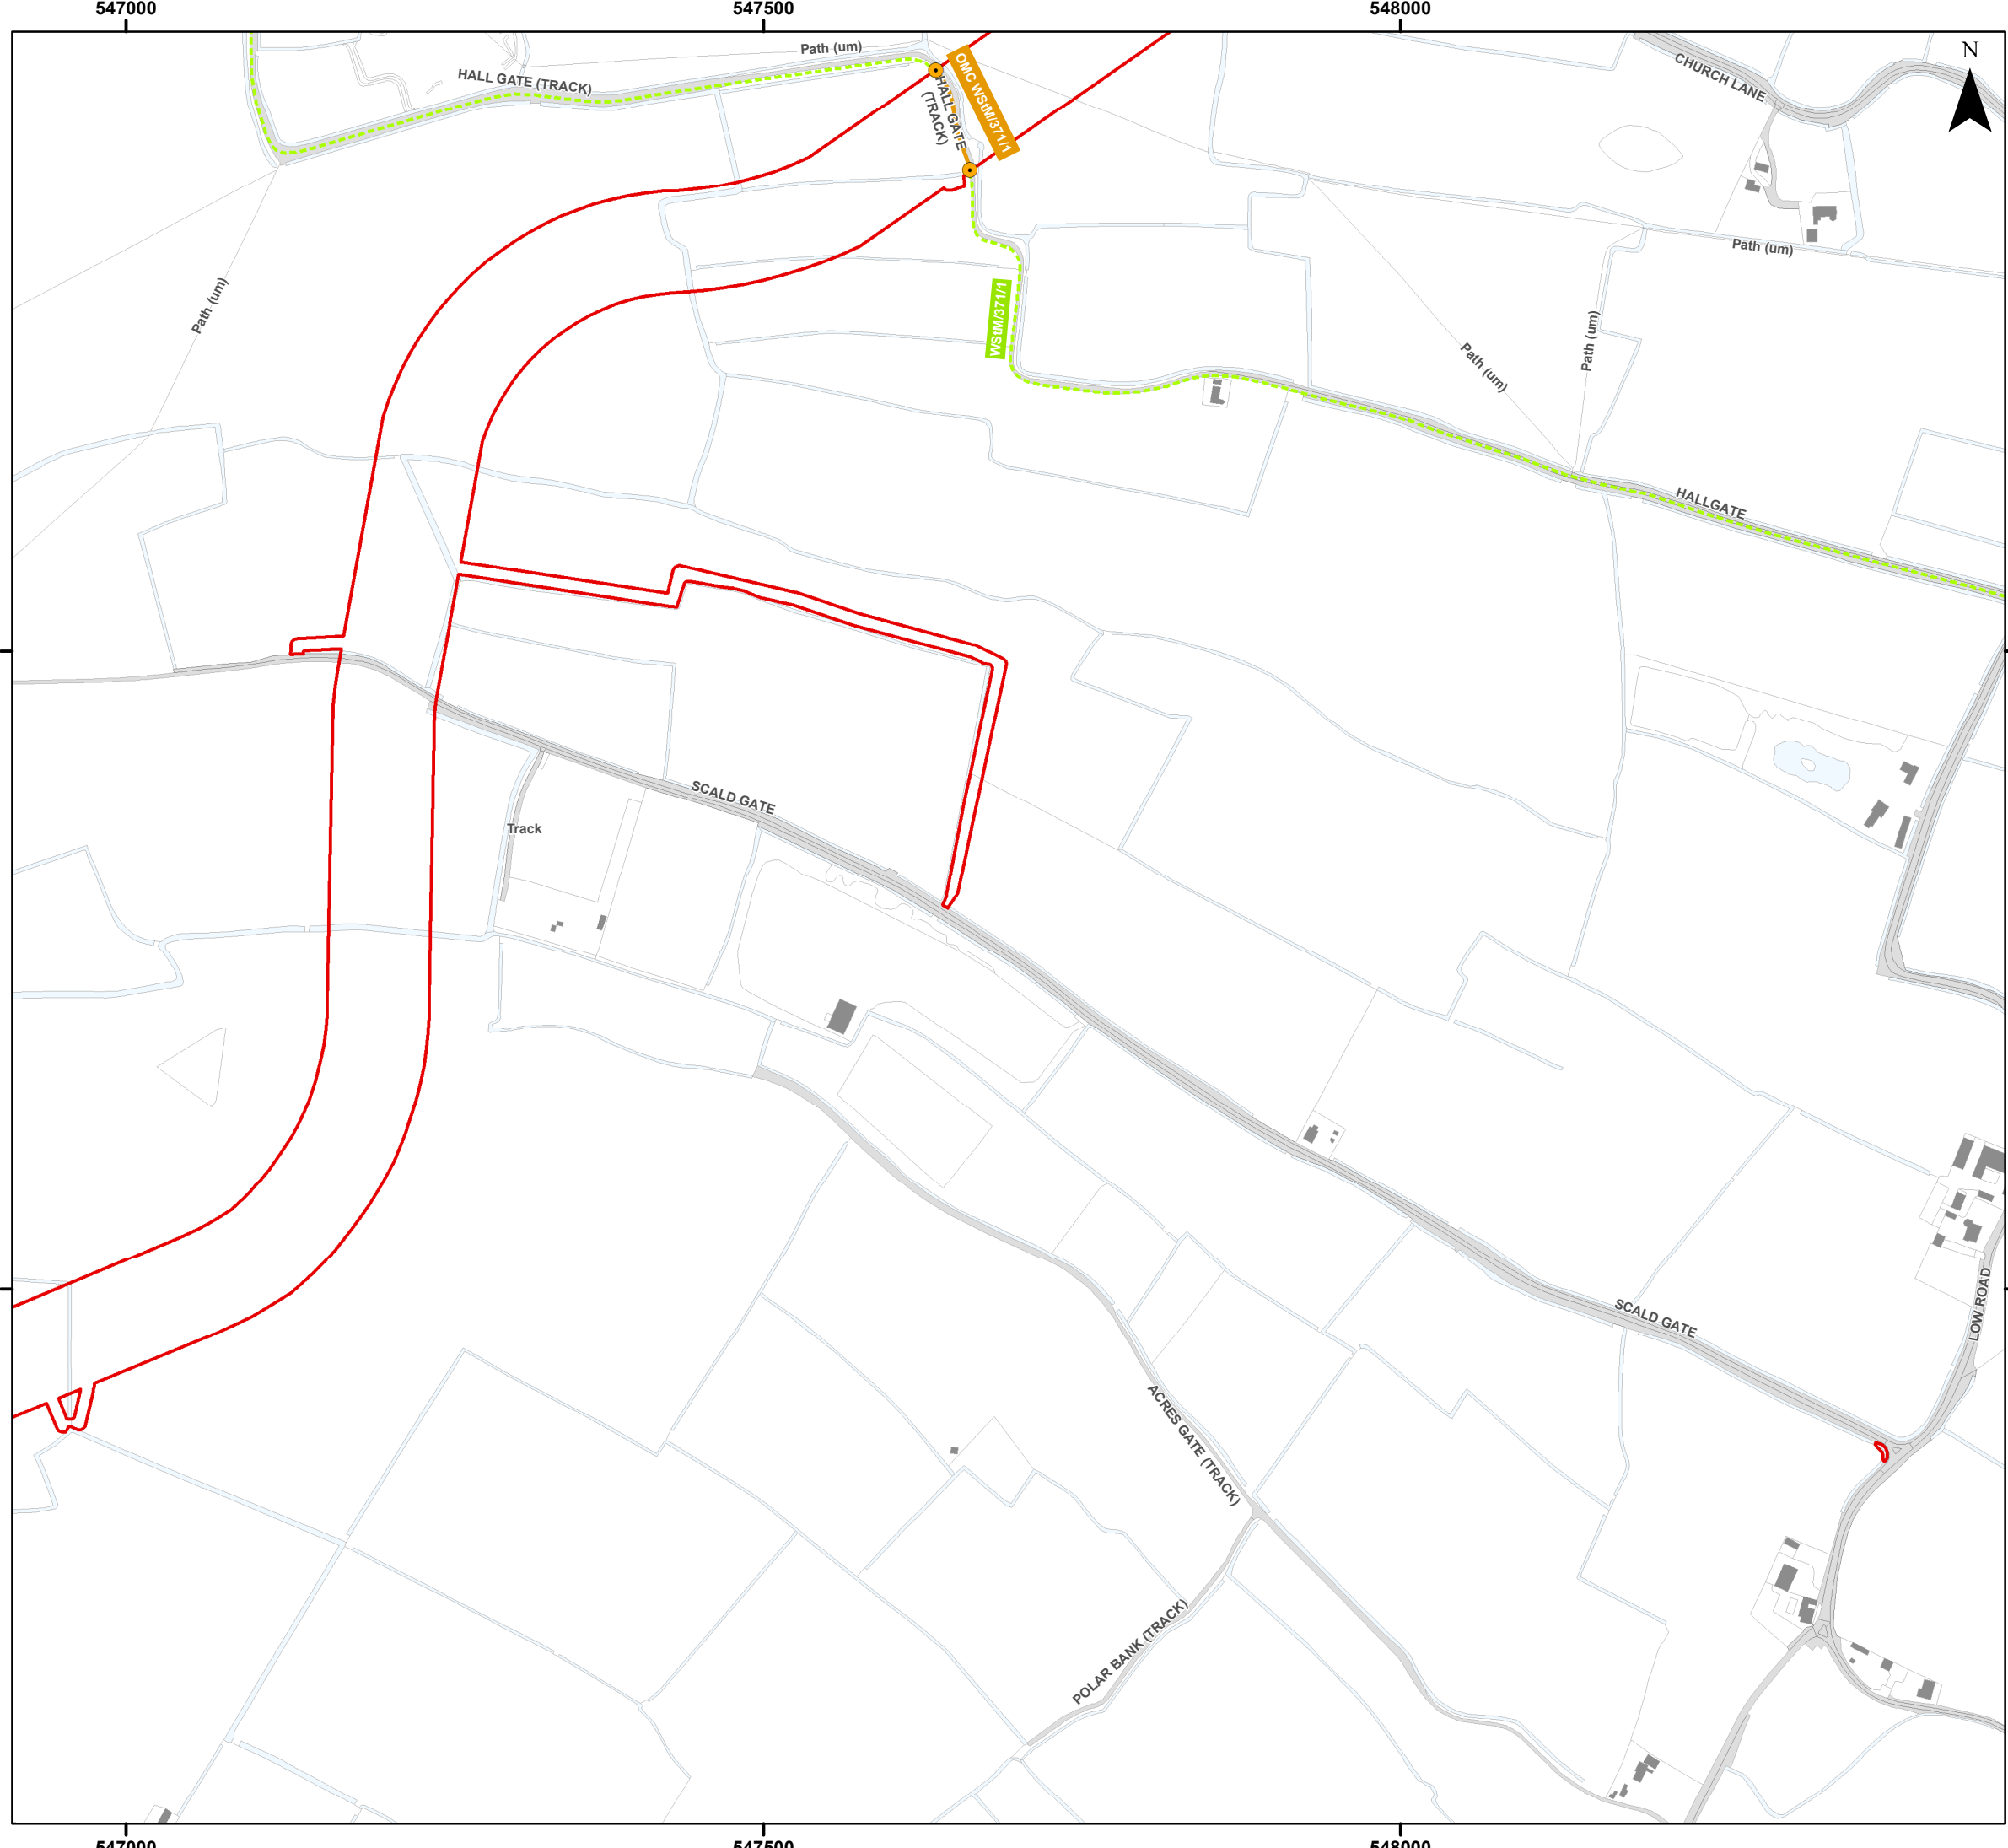 547000
547500
548000
Path (um)
CHURCH LANE
N
HALL GATE (TRACK)
OMC WStM/371/1
HALL GATE
(TRACK)
Path (um)
Path (um)
WStM/371/1
Path (um)
Path (um)
HALLGATE
SCALD GATE
Track
SCALD GATE
LOW ROAD
ACRES GATE (TRACK)
POLAR BANK (TRACK)
547000
547500
548000